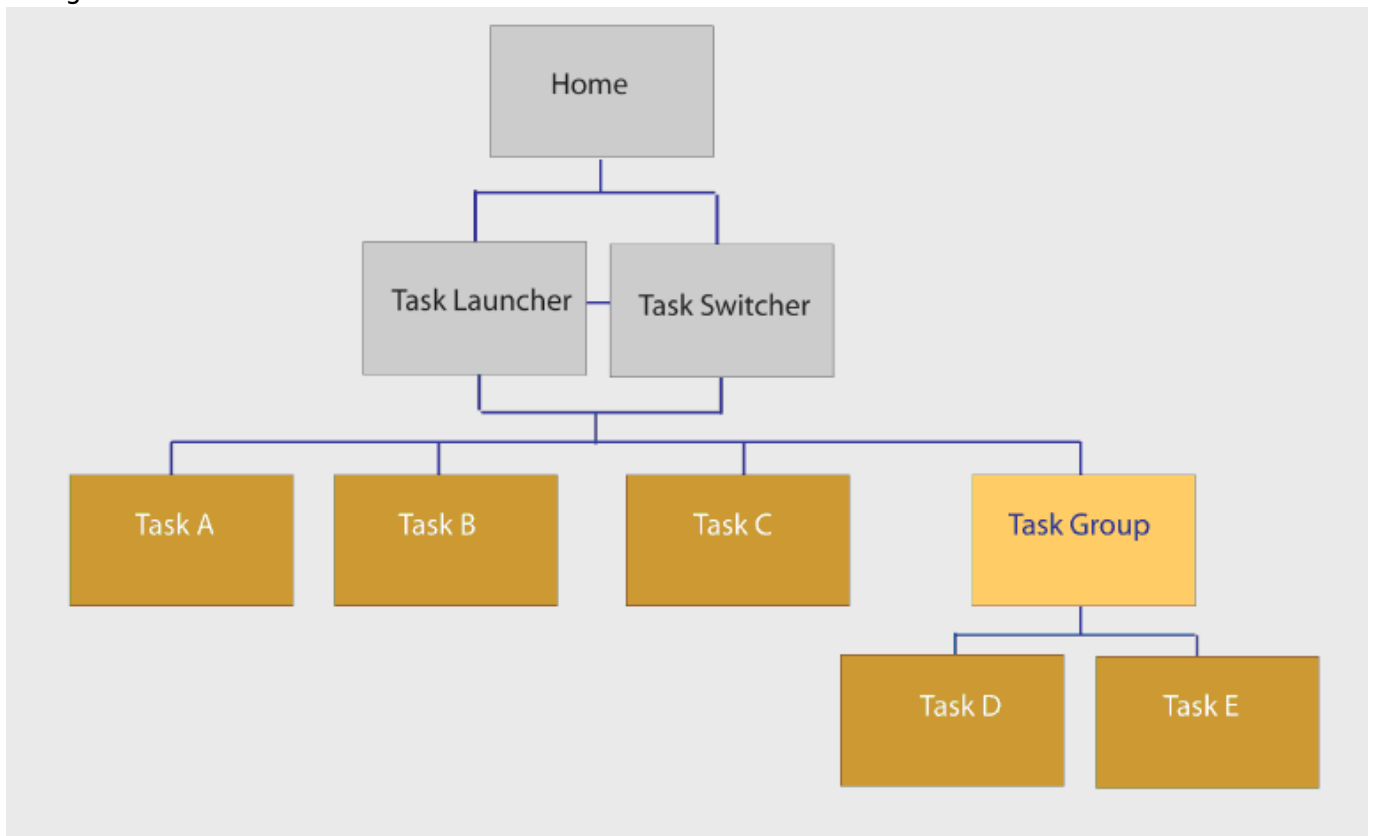 Home
Task Launcher
Task Switcher
Task A
Task B
Task C
Task Group
Task D
Task E